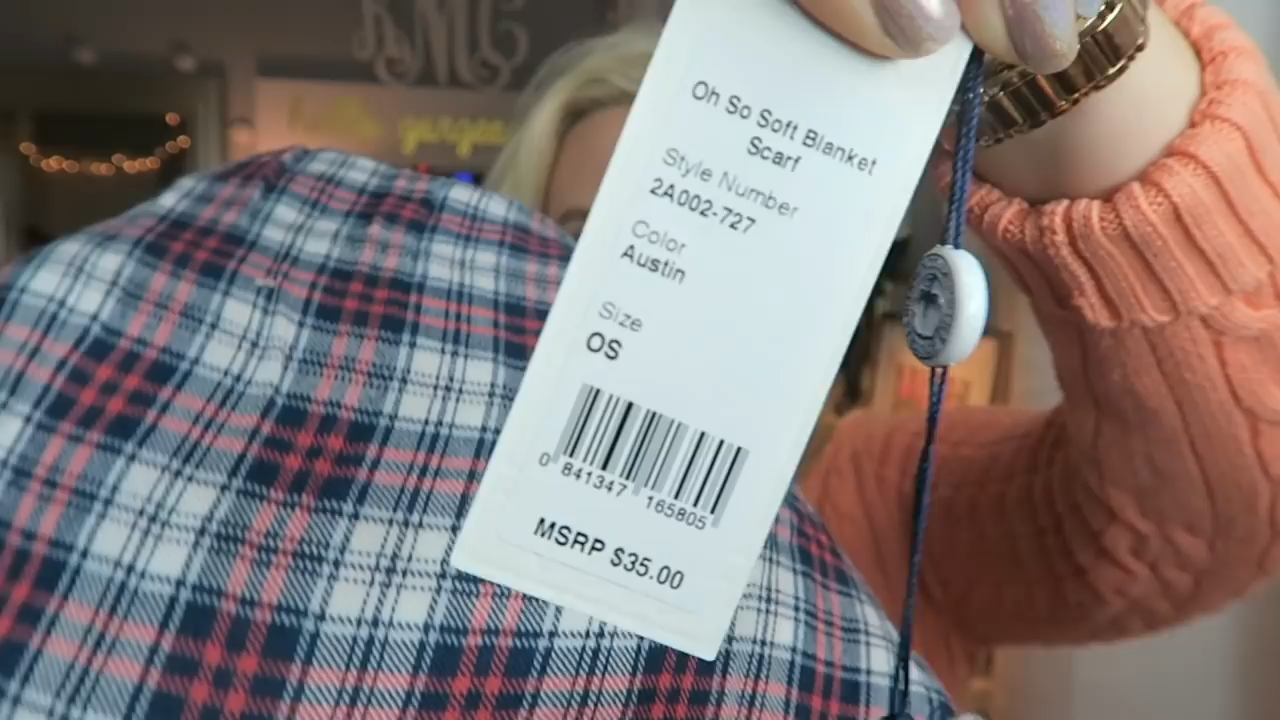 Oh So Soft Blanket
Scarf
Style Number
2A002-727
Color
Austin
Size
OS
0 841347 165805
MSRP $35.00